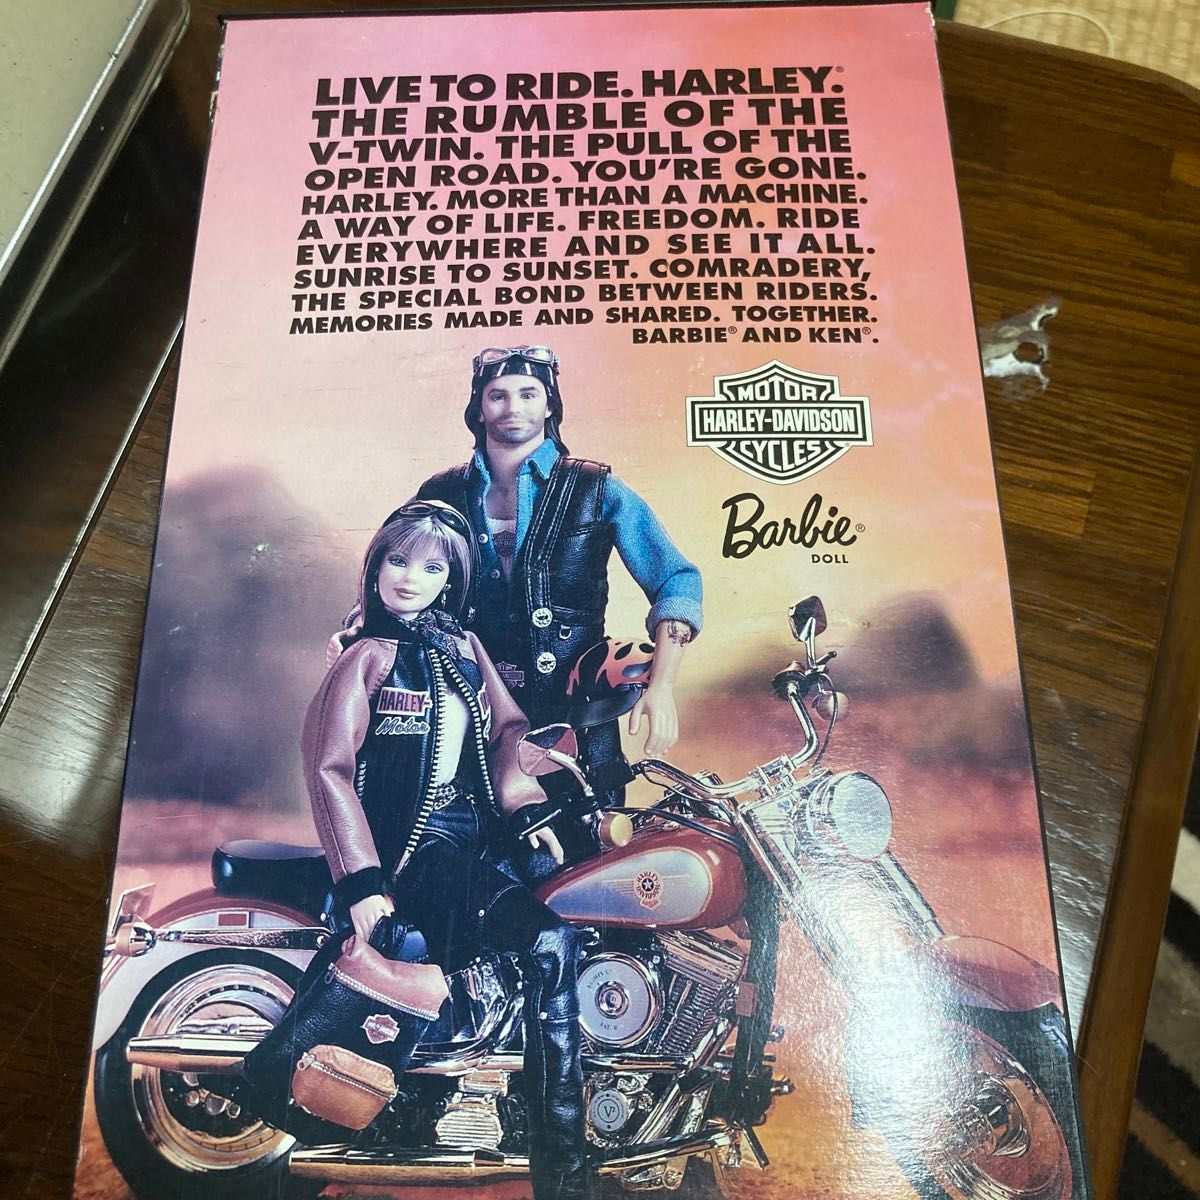 LIVE TO RIDE. HARLEY.®
THE RUMBLE OF THE
V-TWIN. THE PULL OF THE
OPEN ROAD. YOU'RE GONE.
HARLEY. MORE THAN A MACHINE.
A WAY OF LIFE. FREEDOM. RIDE
EVERYWHERE AND SEE IT ALL.
SUNRISE TO SUNSET. COMRADERY,
THE SPECIAL BOND BETWEEN RIDERS.
MEMORIES MADE AND SHARED. TOGETHER.
BARBIE® AND KEN®.
MOTOR
HARLEY-DAVIDSON
CYCLES
Barbie®
DOLL
HARLEY-
Motor